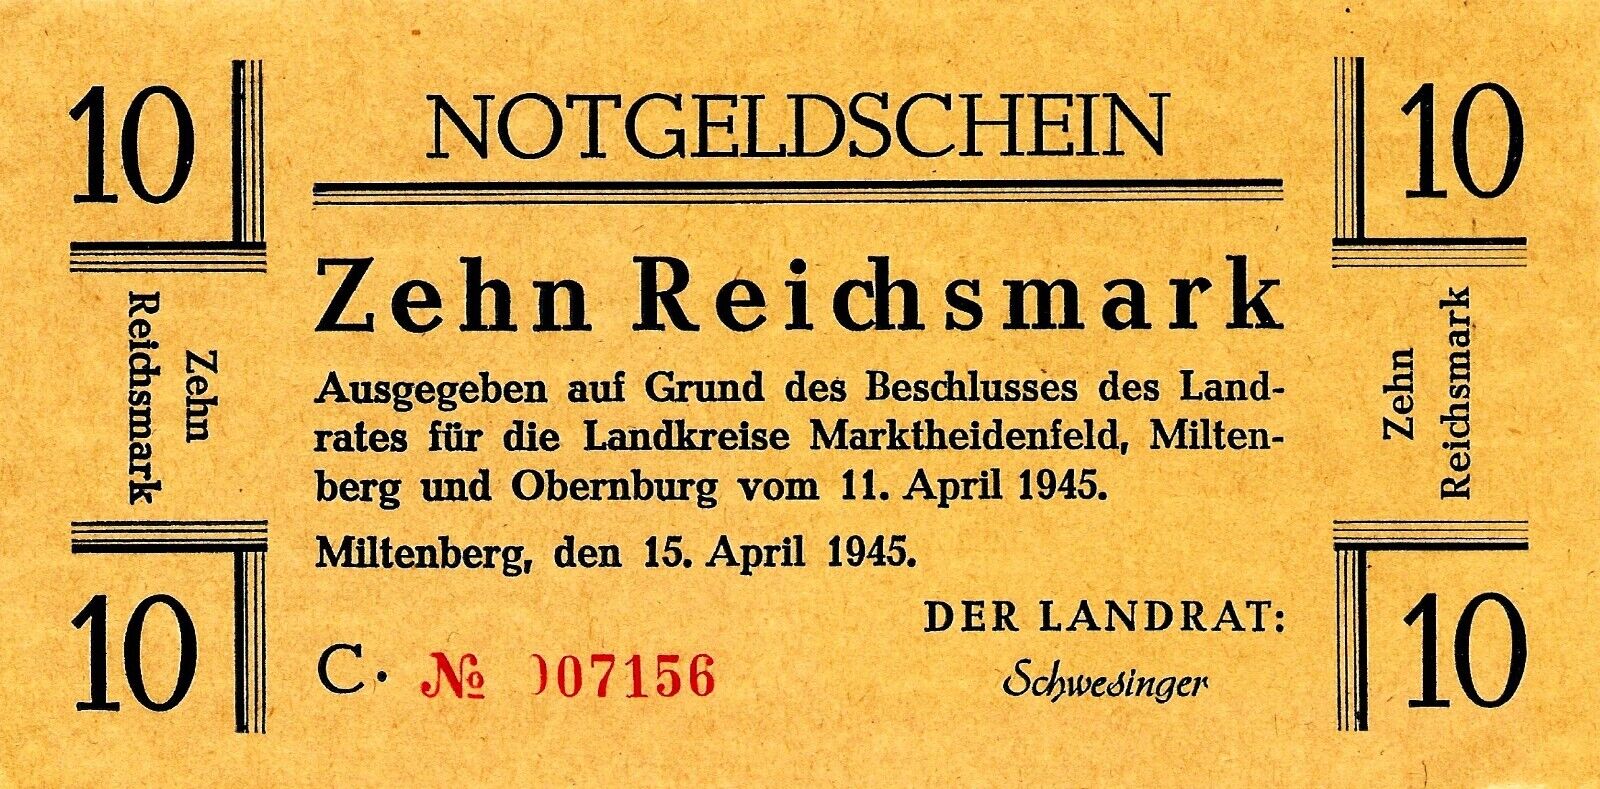 10
NOTGELDSCHEIN
10
Zehn Reichsmark
Zehn
Reichsmark
Ausgegeben auf Grund des Beschlusses des Land-
rates für die Landkreise Marktheidenfeld, Milten-
berg und Obernburg vom 11. April 1945.
Miltenberg, den 15. April 1945.
Zehn
Reichsmark
DER LANDRAT:
Schwesinger
C. № 007156
10
10